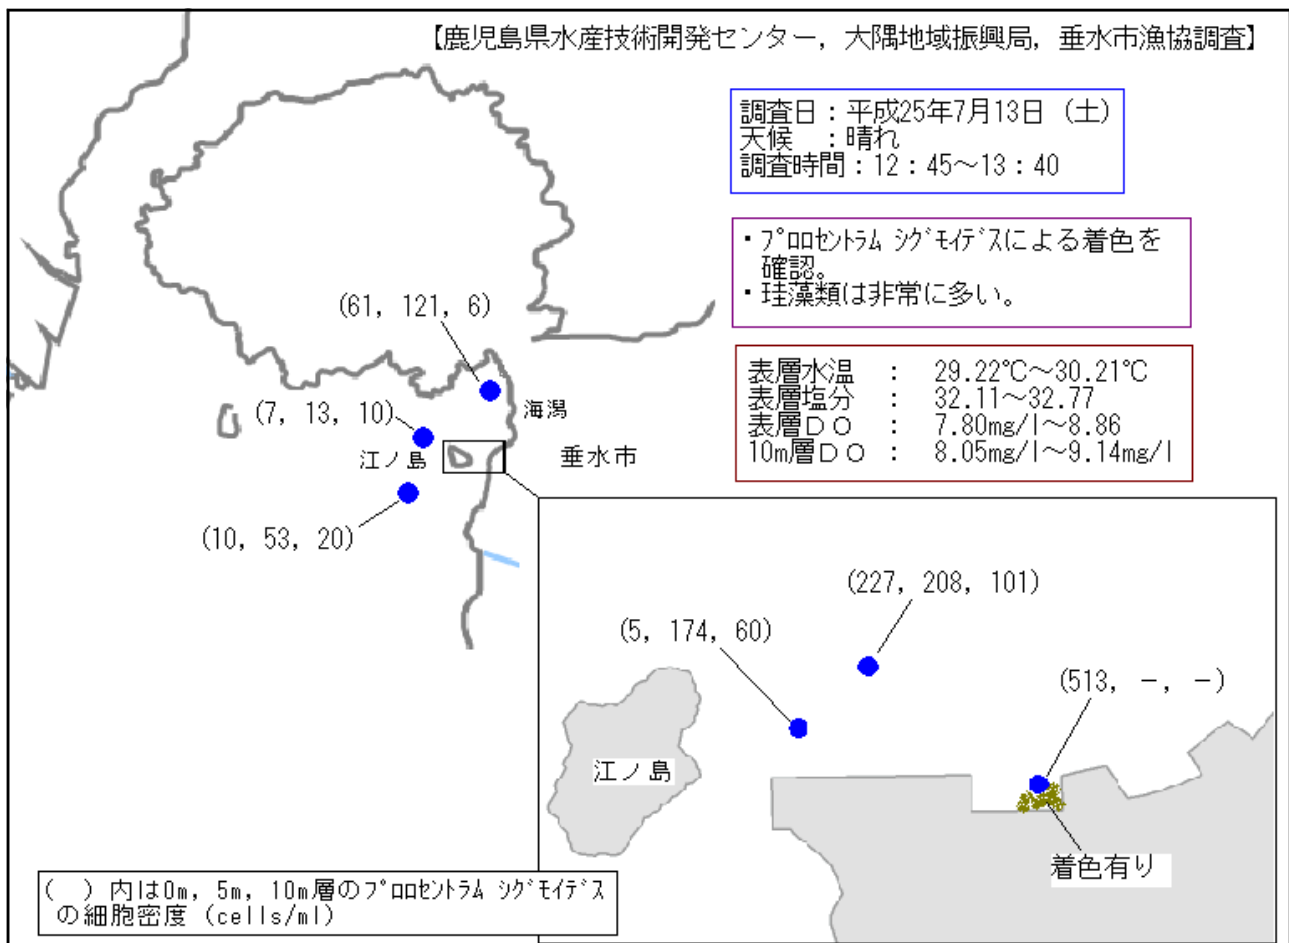 【鹿児島県水産技術開発センター，大隅地域振興局，垂水市漁協調査】
調査日：平成25年7月13日（土）
天候　：晴れ
調査時間：12：45～13：40
・ﾌﾟﾛﾛｾﾝﾄﾗﾑ ｼｸﾞﾓｲﾃﾞｽによる着色を
確認。
・珪藻類は非常に多い。
表層水温　：　29.22℃～30.21℃
表層塩分　：　32.11～32.77
表層ＤＯ　：　7.80mg/l～8.86
10m層ＤＯ：　8.05mg/l～9.14mg/l
(61, 121, 6)
(7, 13, 10)
海潟
江ノ島
垂水市
(10, 53, 20)
(227, 208, 101)
(5, 174, 60)
(513, －, －)
江ノ島
着色有り
(　) 内は0m, 5m, 10m層のﾌﾟﾛﾛｾﾝﾄﾗﾑ ｼｸﾞﾓｲﾃﾞｽ
の細胞密度 (cells/ml)